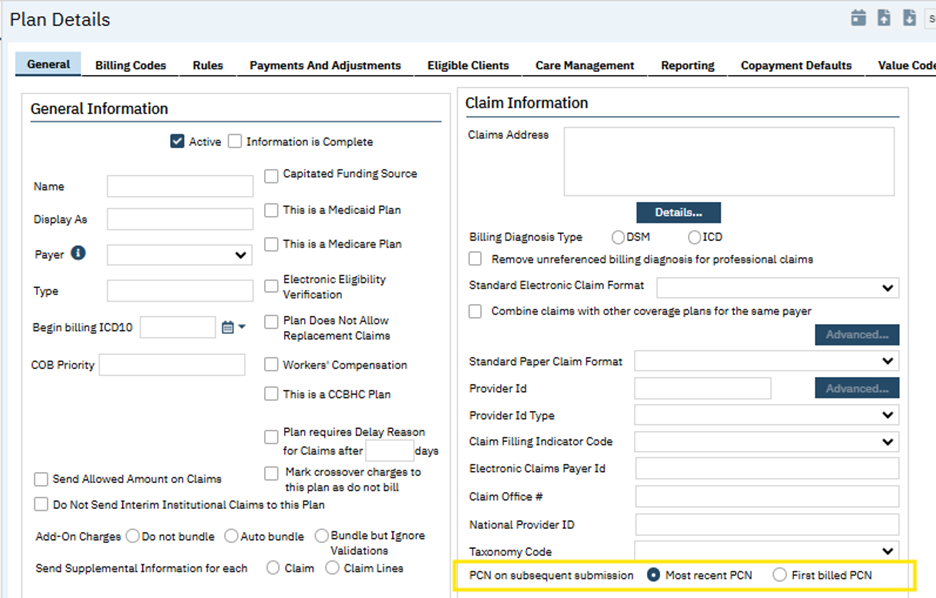 Plan Details
General Billing Codes Rules Payments And Adjustments Eligible Clients Care Management Reporting Copayment Defaults Value Code
General Information
Active Information is Complete
Name
Capitated Funding Source
Display As
This is a Medicaid Plan
Payer
This is a Medicare Plan
Type
Electronic Eligibility
Verification
Begin billing ICD10
Plan Does Not Allow
Replacement Claims
COB Priority
Workers' Compensation
This is a CCBHC Plan
Plan requires Delay Reason
for Claims after days
Mark crossover charges to
this plan as do not bill
Send Allowed Amount on Claims
Do Not Send Interim Institutional Claims to this Plan
Add-On Charges Do not bundle Auto bundle Bundle but Ignore
Validations
Send Supplemental Information for each Claim Claim Lines
Claim Information
Claims Address
Details...
Billing Diagnosis Type DSM ICD
Remove unreferenced billing diagnosis for professional claims
Standard Electronic Claim Format
Combine claims with other coverage plans for the same payer
Advanced...
Standard Paper Claim Format
Provider Id Advanced...
Provider Id Type
Claim Filling Indicator Code
Electronic Claims Payer Id
Claim Office #
National Provider ID
Taxonomy Code
PCN on subsequent submission Most recent PCN First billed PCN